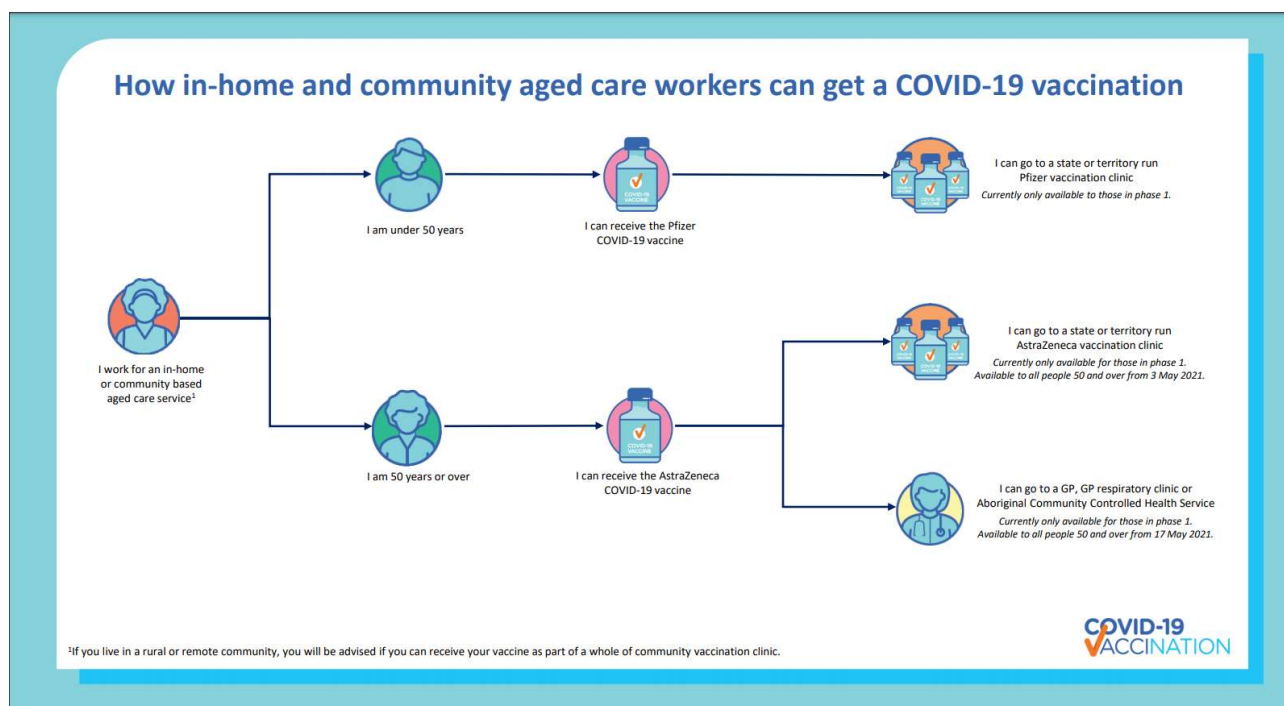 How in-home and community aged care workers can get a COVID-19 vaccination
I am under 50 years
COVID-19
VACCINE
I can receive the Pfizer
COVID-19 vaccine
I can go to a state or territory run
Pfizer vaccination clinic
Currently only available to those in phase 1.
I work for an in-home
or community based
aged care service¹
I am 50 years or over
COVID-19
VACCINE
I can receive the AstraZeneca
COVID-19 vaccine
I can go to a state or territory run
AstraZeneca vaccination clinic
Currently only available for those in phase 1.
Available to all people 50 and over from 3 May 2021.
I can go to a GP, GP respiratory clinic or
Aboriginal Community Controlled Health Service
Currently only available for those in phase 1.
Available to all people 50 and over from 17 May 2021.
¹If you live in a rural or remote community, you will be advised if you can receive your vaccine as part of a whole of community vaccination clinic.
COVID-19
VACCINATION